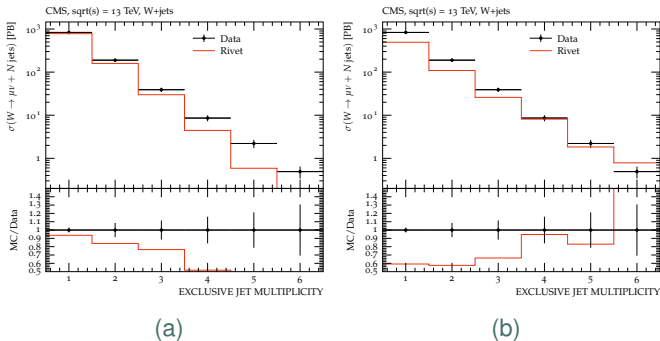 CMS, sqrt(s) = 13 TeV, W+jets
σ(W → μν + N jets) [PB]
Data
Rivet
10³
10²
10¹
1
MC/Data
1.4
1.3
1.2
1.1
1.0
0.9
0.8
0.7
0.6
0.5
1 2 3 4 5 6
EXCLUSIVE JET MULTIPLICITY
(a)
CMS, sqrt(s) = 13 TeV, W+jets
σ(W → μν + N jets) [PB]
Data
Rivet
10³
10²
10¹
1
MC/Data
1.4
1.3
1.2
1.1
1.0
0.9
0.8
0.7
0.6
0.5
1 2 3 4 5 6
EXCLUSIVE JET MULTIPLICITY
(b)